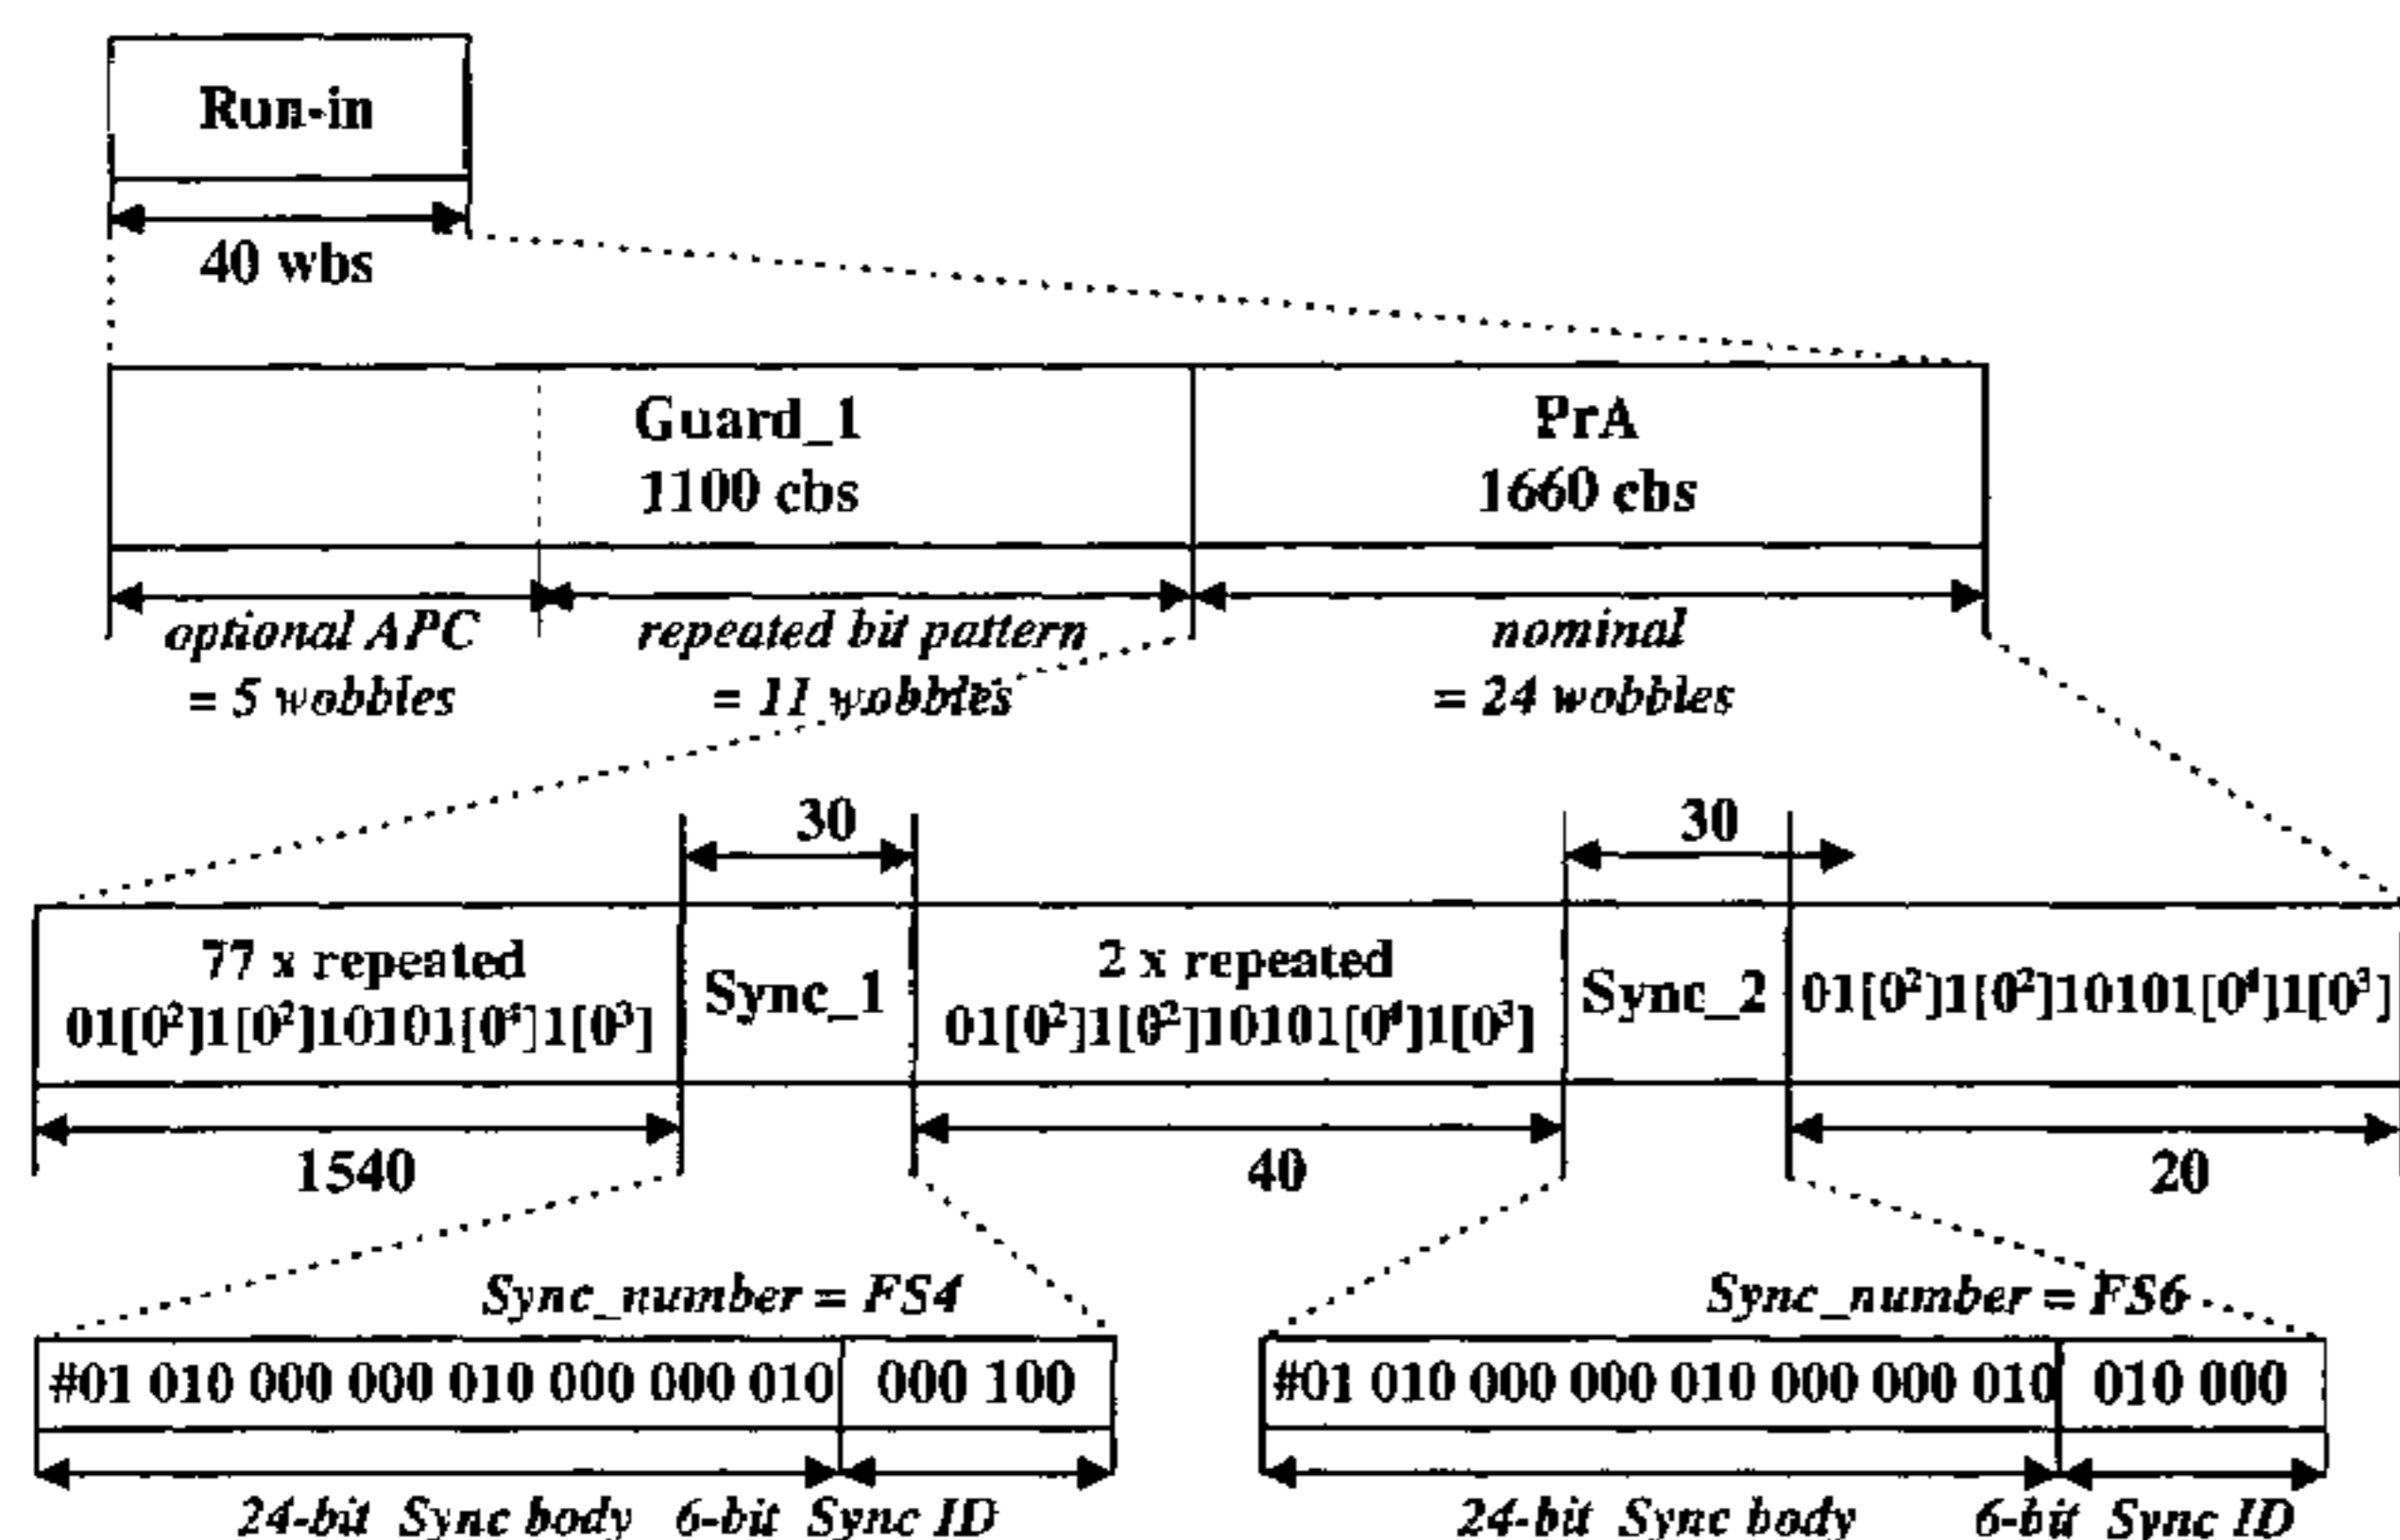 Run-in
40 wbs
Guard_1
1100 cbs
PrA
1660 cbs
optional APC
= 5 wobbles
repeated bit pattern
= 11 wobbles
nominal
= 24 wobbles
30
30
77 x repeated
01[0²]1[0²]10101[0⁴]1[0³]
Sync_1
2 x repeated
01[0²]1[0²]10101[0⁴]1[0³]
Sync_2
01[0²]1[0²]10101[0⁴]1[0³]
1540
40
20
Sync_number = FS4
Sync_number = FS6
#01 010 000 000 010 000 000 010
000 100
#01 010 000 000 010 000 000 010
010 000
24-bit Sync body
6-bit Sync ID
24-bit Sync body
6-bit Sync ID